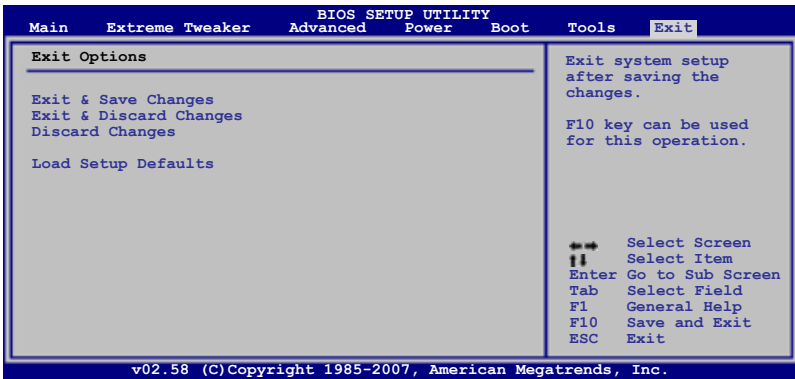 BIOS SETUP UTILITY
Main Extreme Tweaker Advanced Power Boot Tools Exit
Exit Options
Exit & Save Changes
Exit & Discard Changes
Discard Changes
Load Setup Defaults
Exit system setup
after saving the
changes.
F10 key can be used
for this operation.
←→ Select Screen
↑↓ Select Item
Enter Go to Sub Screen
Tab Select Field
F1 General Help
F10 Save and Exit
ESC Exit
v02.58 (C)Copyright 1985-2007, American Megatrends, Inc.